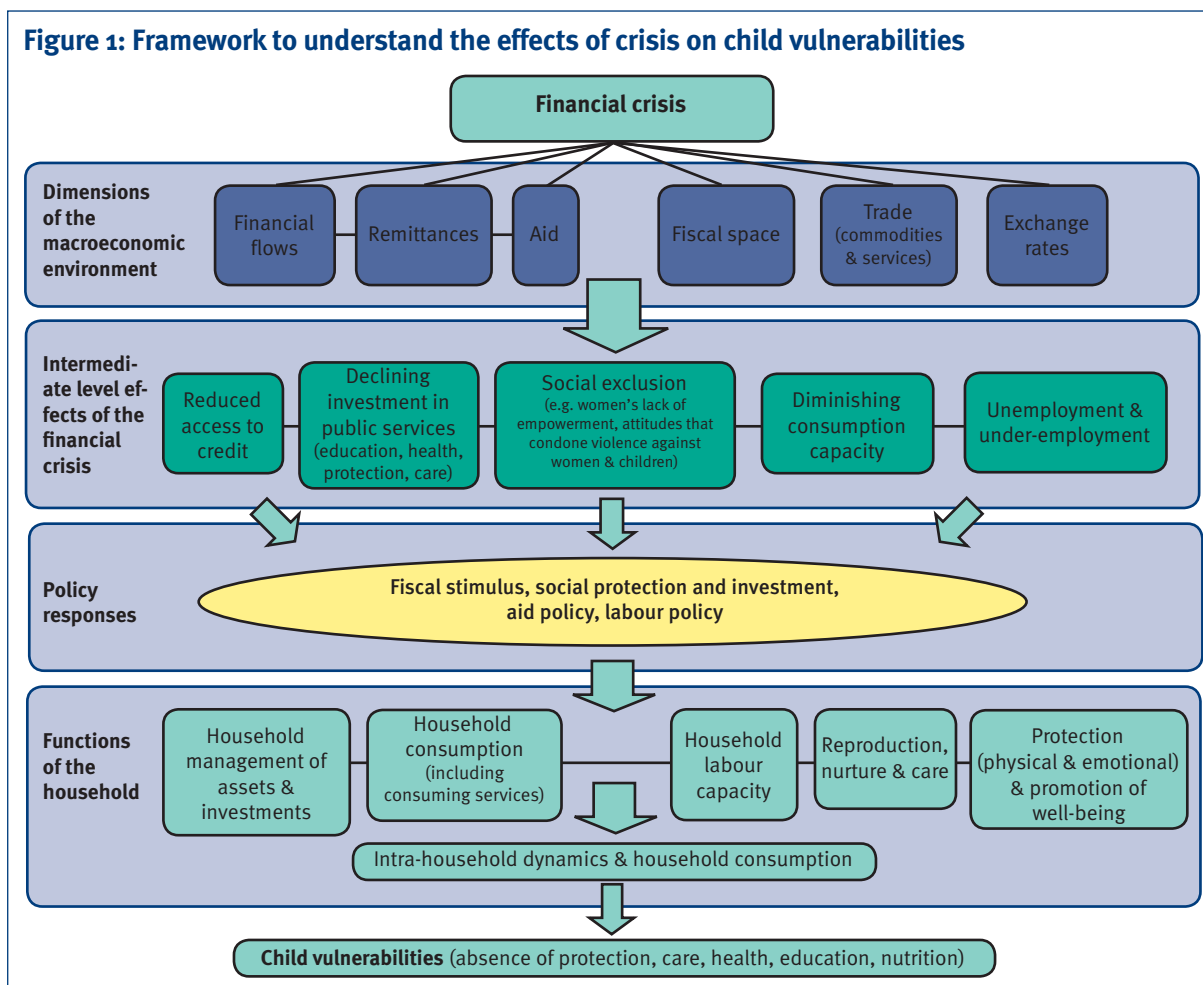 Figure 1: Framework to understand the effects of crisis on child vulnerabilities
Financial crisis
Dimensions
of the
macroeconomic
environment
Financial
flows
Remittances
Aid
Fiscal space
Trade
(commodities
& services)
Exchange
rates
Intermedi-
ate level ef-
fects of the
financial
crisis
Reduced
access to
credit
Declining
investment in
public services
(education, health,
protection, care)
Social exclusion
(e.g. women's lack of
empowerment, attitudes that
condone violence against
women & children)
Diminishing
consumption
capacity
Unemployment &
under-employment
Policy
responses
Fiscal stimulus, social protection and investment,
aid policy, labour policy
Functions
of the
household
Household
management of
assets &
investments
Household
consumption
(including
consuming services)
Household
labour
capacity
Reproduction,
nurture & care
Protection
(physical & emotional)
& promotion of
well-being
Intra-household dynamics & household consumption
Child vulnerabilities (absence of protection, care, health, education, nutrition)